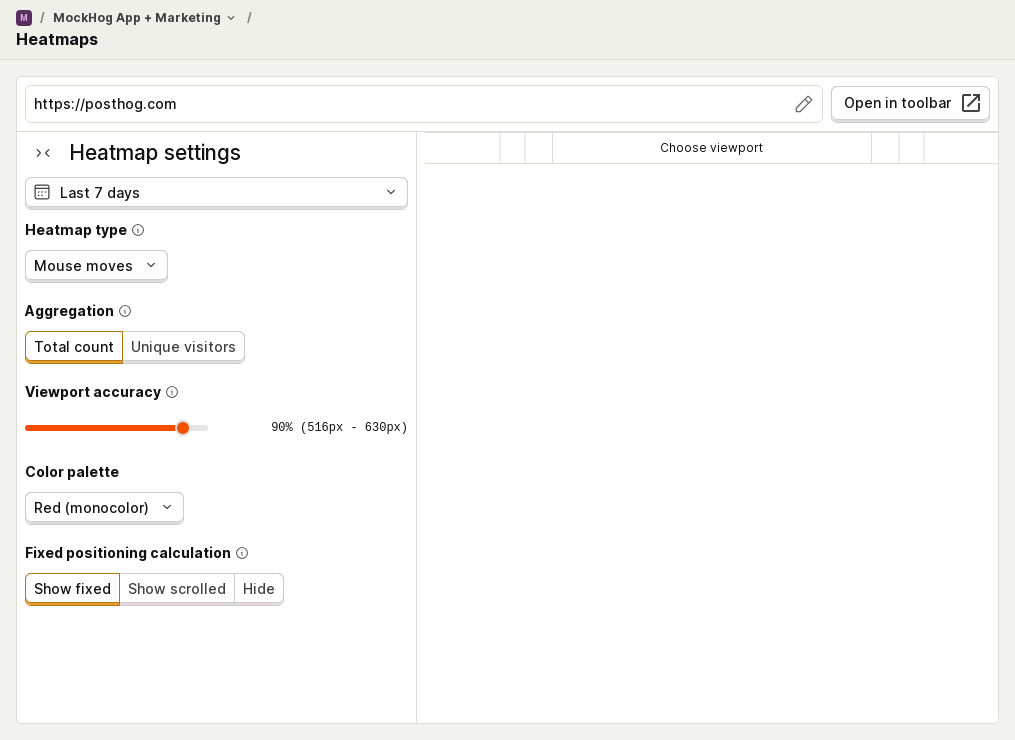 M / MockHog App + Marketing /
Heatmaps
https://posthog.com
Open in toolbar
Heatmap settings
Choose viewport
Last 7 days
Heatmap type
Mouse moves
Aggregation
Total count Unique visitors
Viewport accuracy
90% (516px - 630px)
Color palette
Red (monocolor)
Fixed positioning calculation
Show fixed Show scrolled Hide